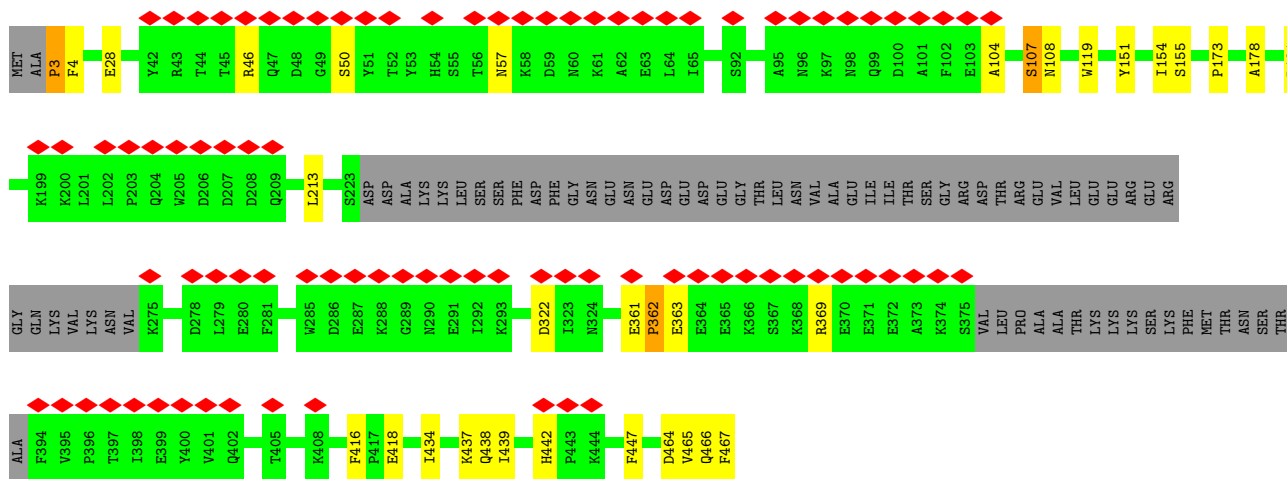 MET ALA P3 F4 E28 Y42 R43 T44 T45 R46 Q47 D48 G49 S50 Y51 T52 Y53 H54 S55 T56 N57 K58 D59 N60 K61 A62 E63 L64 I65 S92 A95 N96 K97 N98 Q99 D100 A101 F102 E103 A104 S107 N108 W119 Y151 I154 S155 P173 A178
K199 K200 L201 L202 P203 Q204 W205 D206 D207 D208 Q209 L213 S223 ASP ASP ALA LYS LYS LEU SER SER PHE ASP PHE GLY ASN GLU ASN GLU ASP GLU ASP GLU GLY THR LEU ASN VAL ALA GLU ILE ILE THR SER GLY ARG ASP THR ARG GLU VAL LEU GLU GLU ARG GLU ARG
GLY GLN LYS VAL LYS ASN VAL K275 D278 L279 E280 F281 W285 D286 E287 K288 G289 N290 E291 I292 K293 D322 I323 N324 E361 P362 E363 E364 E365 K366 S367 K368 R369 E370 E371 E372 A373 K374 S375 VAL LEU PRO ALA ALA THR LYS LYS LYS SER LYS PHE MET THR ASN SER THR
ALA F394 V395 P396 T397 I398 E399 Y400 V401 Q402 T405 K408 F416 P417 E418 I434 K437 Q438 I439 H442 P443 K444 F447 D464 V465 Q466 F467